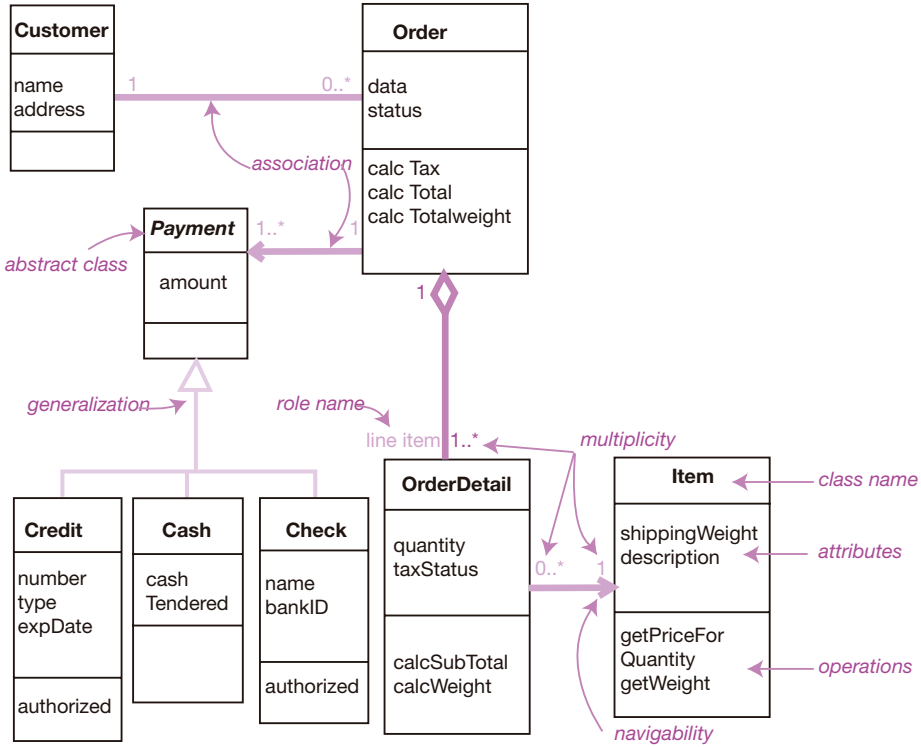 Customer
name
address
1
0..*
Order
data
status
calc Tax
calc Total
calc Totalweight
association
Payment
amount
1..*
1
abstract class
1
generalization
role name
line item
1..*
multiplicity
Credit
number
type
expDate
authorized
Cash
cash
Tendered
Check
name
bankID
authorized
OrderDetail
quantity
taxStatus
calcSubTotal
calcWeight
0..*
1
Item
shippingWeight
description
getPriceFor
Quantity
getWeight
class name
attributes
operations
navigability